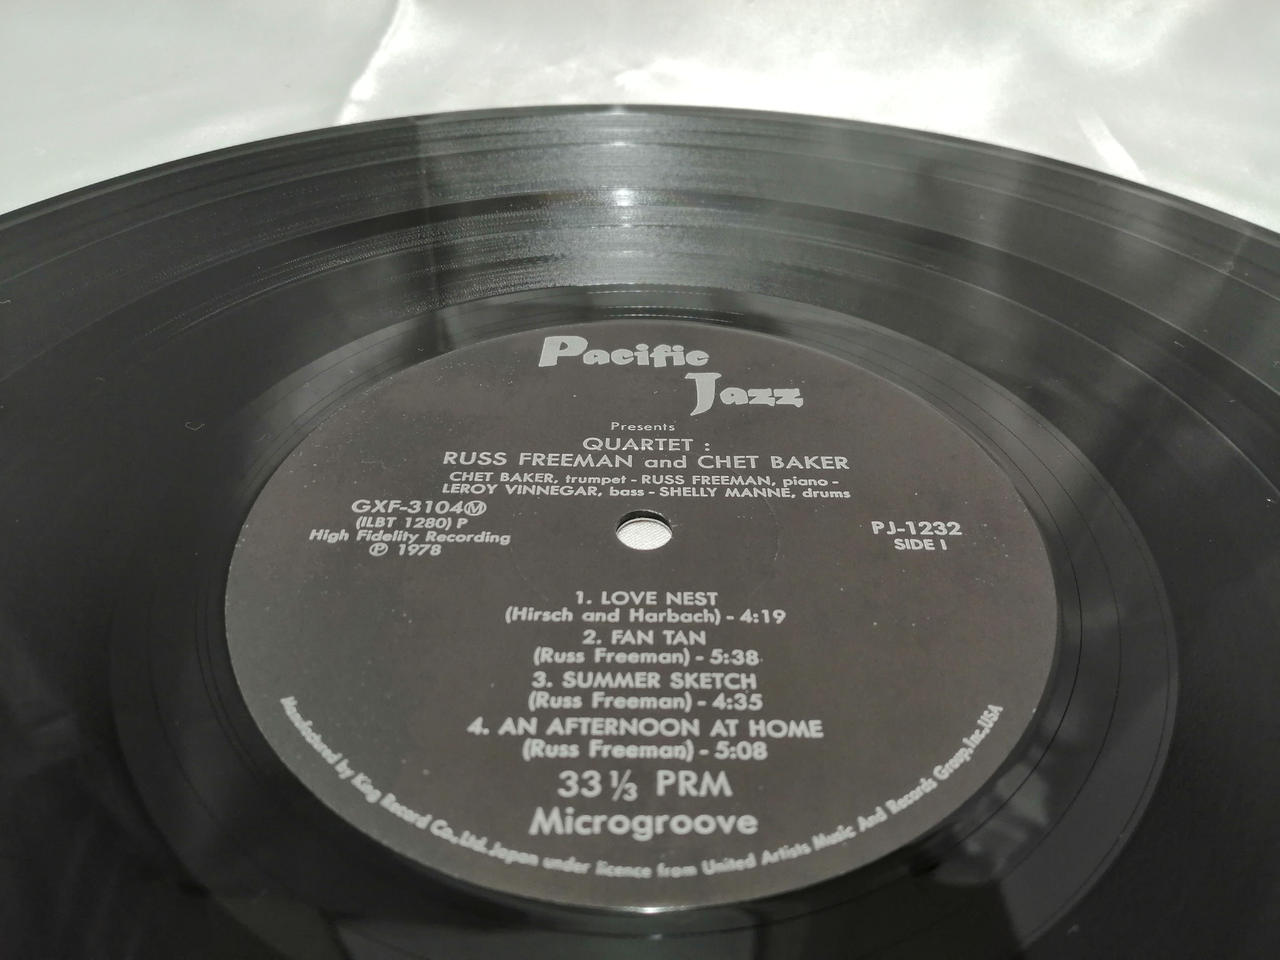 Pacific
Jazz
Presents
QUARTET :
RUSS FREEMAN and CHET BAKER
CHET BAKER, trumpet - RUSS FREEMAN, piano -
LEROY VINNEGAR, bass - SHELLY MANNE, drums
GXF-3104Ⓜ
(ILBT 1280) P
High Fidelity Recording
℗ 1978
PJ-1232
SIDE I
1. LOVE NEST
(Hirsch and Harbach) - 4:19
2. FAN TAN
(Russ Freeman) - 5:38
3. SUMMER SKETCH
(Russ Freeman) - 4:35
4. AN AFTERNOON AT HOME
(Russ Freeman) - 5:08
33 ⅓ PRM
Microgroove
Manufactured by King Record Co., Ltd. Japan under licence from United Artists Music And Records Group, Inc. USA